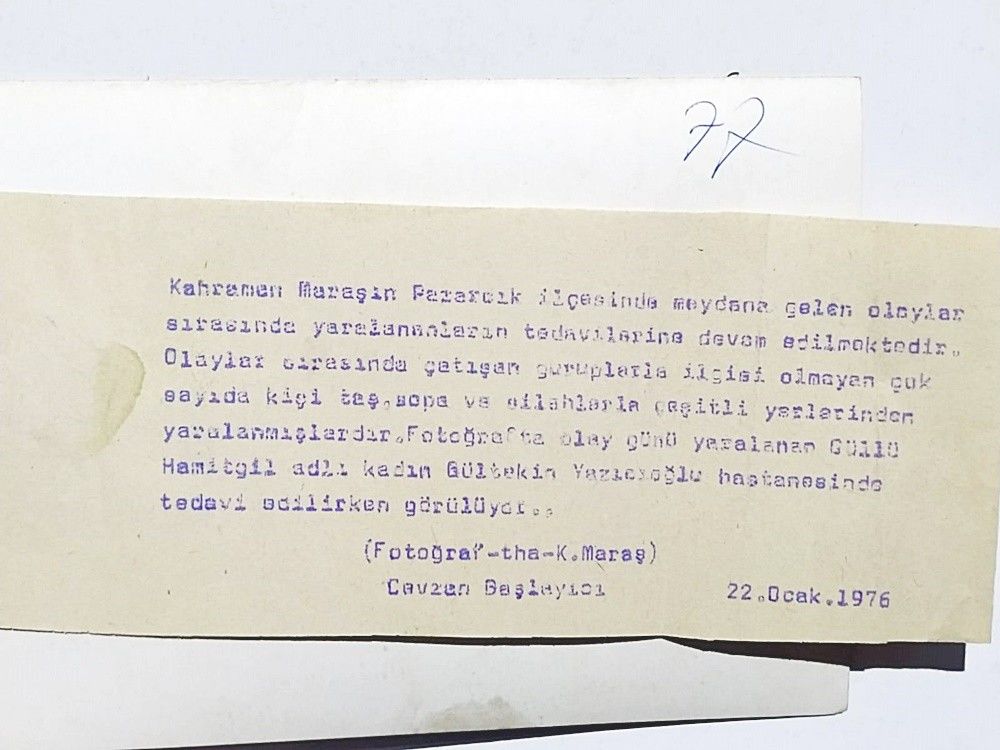 77
Kahraman Maraşın Pazarcık ilçesinde meydana gelen olaylar
sırasında yaralananların tedavilerine devam edilmektedir.
Olaylar sırasında çatışan guruplarla ilgisi olmayan çok
sayıda kişi taş,sopa ve silahlarla çeşitli yerlerinden
yaralanmışlardır.Fotoğrafta olay günü yaralanan Güllü
Hamitgil adlı kadın Gültekin Yazıcıoğlu hastanesinde
tedavi edilirken görülüyor..
(Fotoğraf-tha-K.Maraş)
22.Ocak.1976